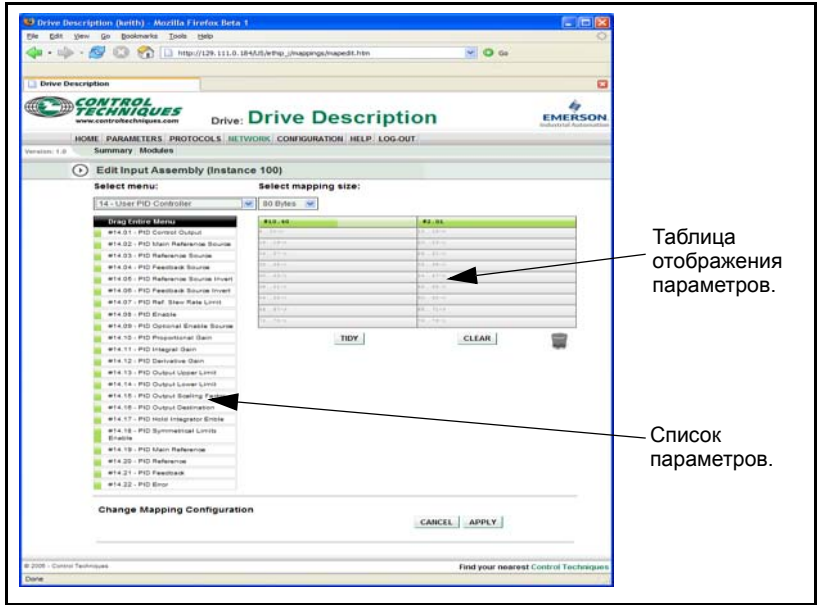 Drive Description (keith) - Mozilla Firefox Beta 1
File Edit View Go Bookmarks Tools Help
http://129.111.0.184/US/ethip_i/mappings/mapedit.htm Go
Drive Description
CONTROL TECHNIQUES
www.controltechniques.com
Drive: Drive Description
EMERSON
Industrial Automation
HOME PARAMETERS PROTOCOLS NETWORK CONFIGURATION HELP LOG-OUT
Version: 1.0 Summary Modules
Edit Input Assembly (Instance 100)
Select menu: Select mapping size:
14 - User PID Controller 80 Bytes
Drag Entire Menu
#14.01 - PID Control Output
#14.02 - PID Main Reference Source
#14.03 - PID Reference Source
#14.04 - PID Feedback Source
#14.05 - PID Reference Source Invert
#14.06 - PID Feedback Source Invert
#14.07 - PID Ref. Slew Rate Limit
#14.08 - PID Enable
#14.09 - PID Optional Enable Source
#14.10 - PID Proportional Gain
#14.11 - PID Integral Gain
#14.12 - PID Derivative Gain
#14.13 - PID Output Upper Limit
#14.14 - PID Output Lower Limit
#14.15 - PID Output Scaling Factor
#14.16 - PID Output Destination
#14.17 - PID Hold Integrator Enble
#14.18 - PID Symmetrical Limits
Enable
#14.19 - PID Main Reference
#14.20 - PID Reference
#14.21 - PID Feedback
#14.22 - PID Error
#10.40 #2.01
TIDY CLEAR
Таблица
отображения
параметров.
Список
параметров.
Change Mapping Configuration
CANCEL APPLY
© 2005 - Control Techniques Find your nearest Control Techniques
Done